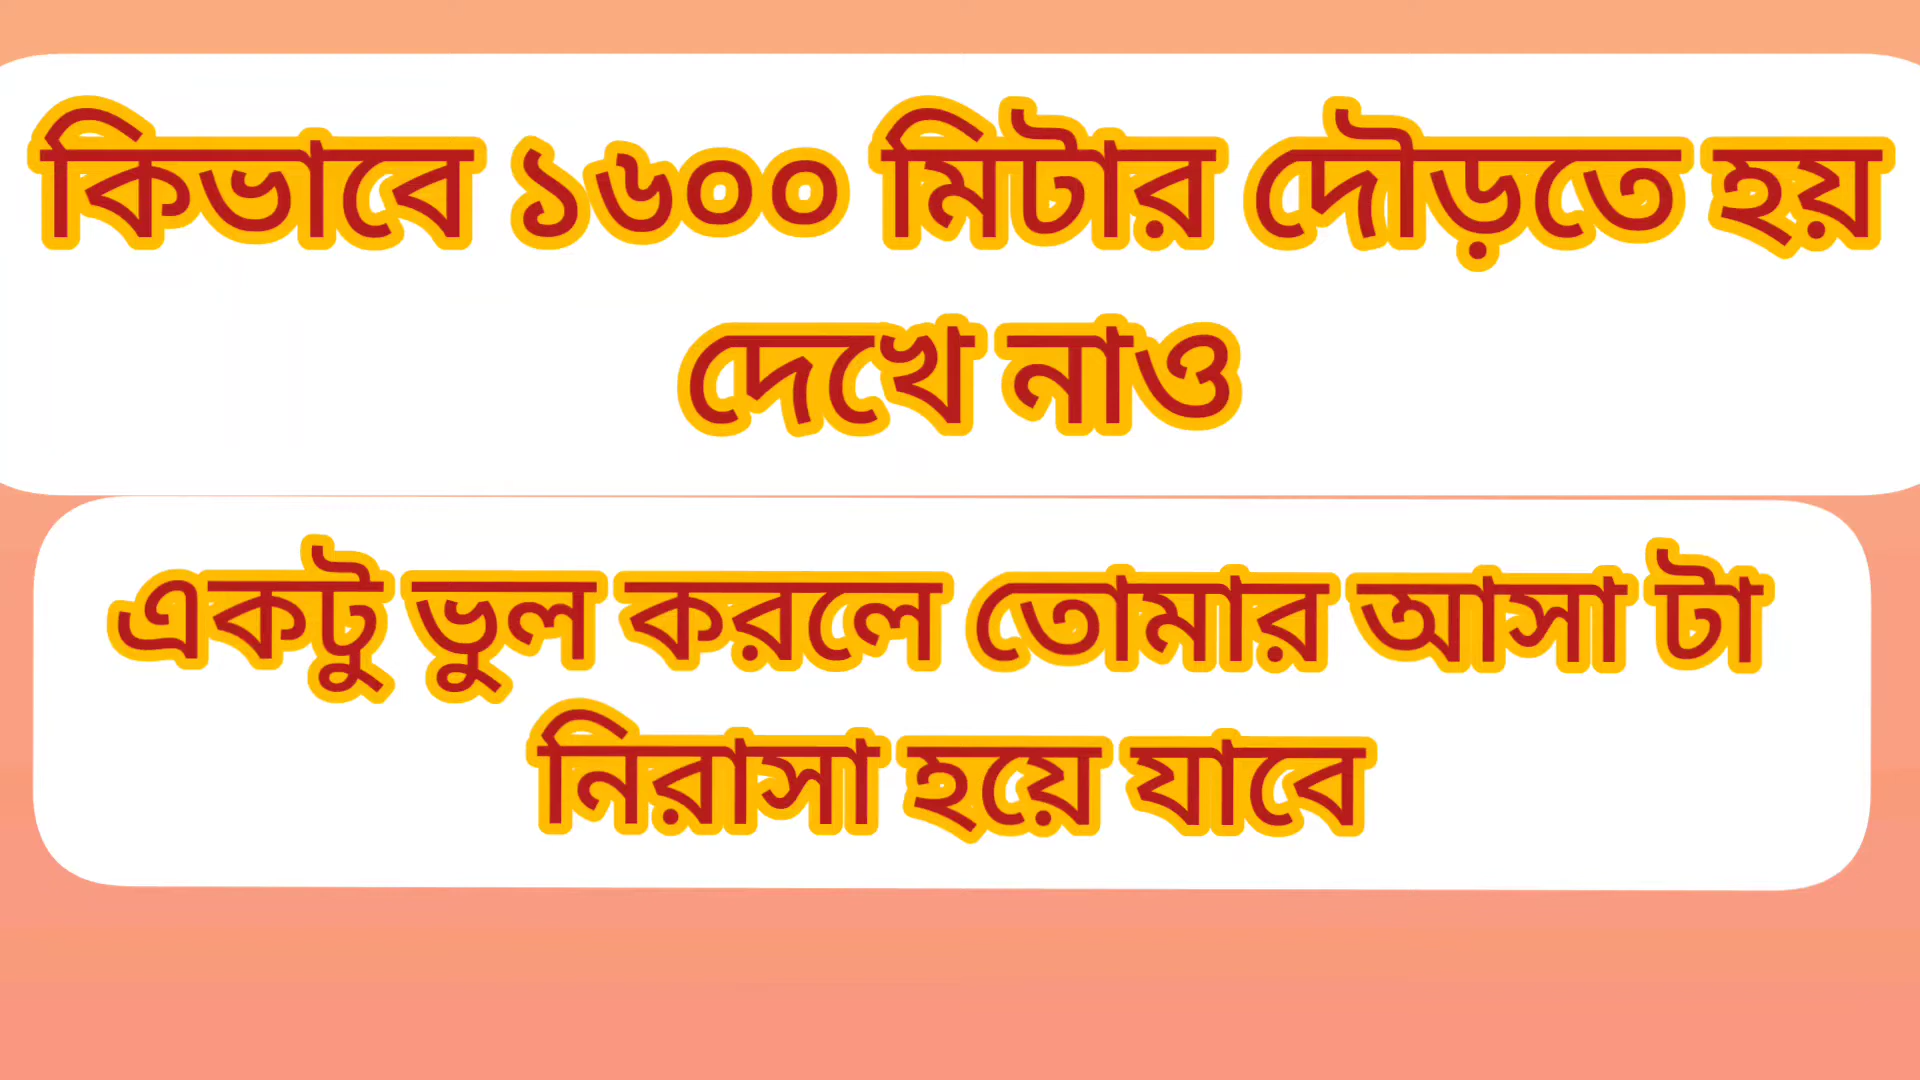 কিভাবে ১৬০০ মিটার দৌড়তে হয়
দেখে নাও
একটু ভুল করলে তোমার আসা টা
নিরাসা হয়ে যাবে